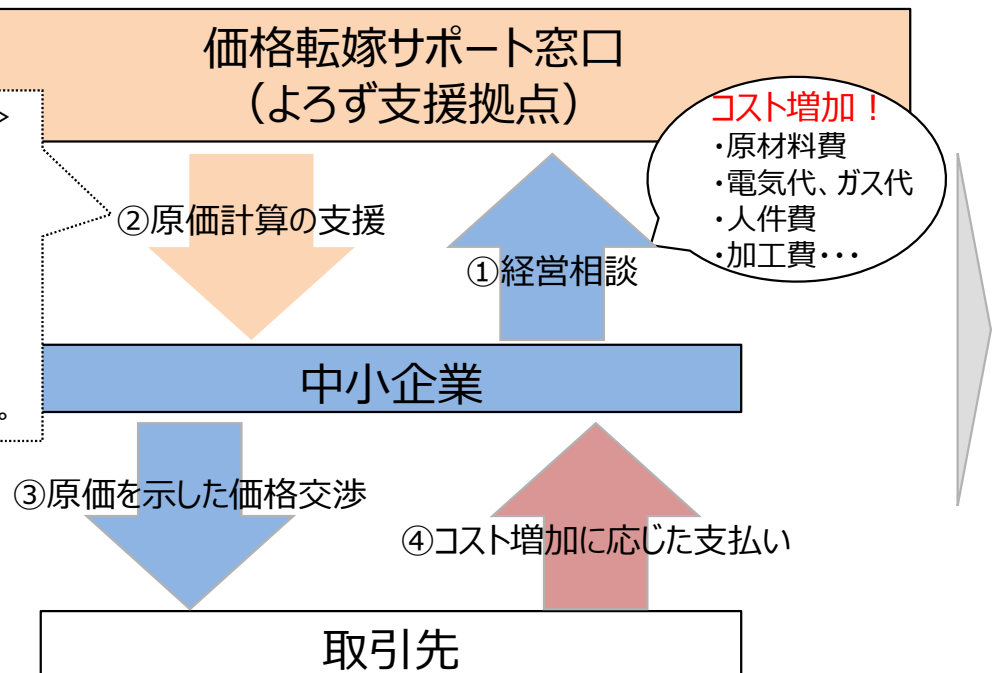 価格転嫁サポート窓口
(よろず支援拠点)
>
コスト増加！
・原材料費
・電気代、ガス代
・人件費
・加工費・・・
②原価計算の支援
①経営相談
中小企業
。
③原価を示した価格交渉
④コスト増加に応じた支払い
取引先